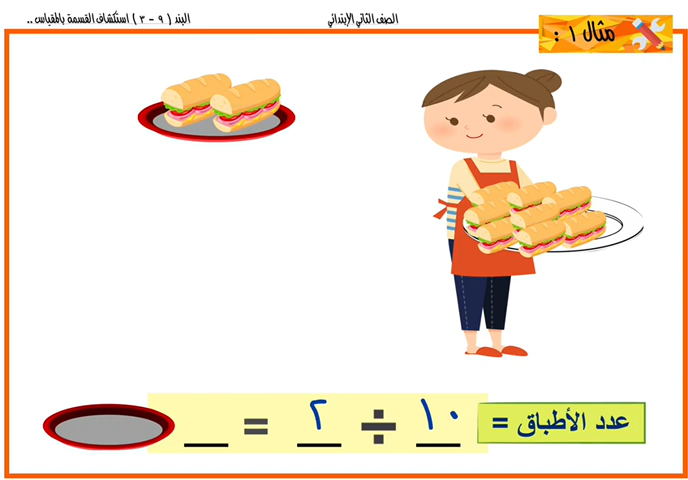 البند ( ٩ - ٣ ) استكشاف القسمة بالمقياس ..
الصف الثاني الإبتدائي
مثال ١ :
عدد الأطباق = ١٠ ÷ ٢ = __